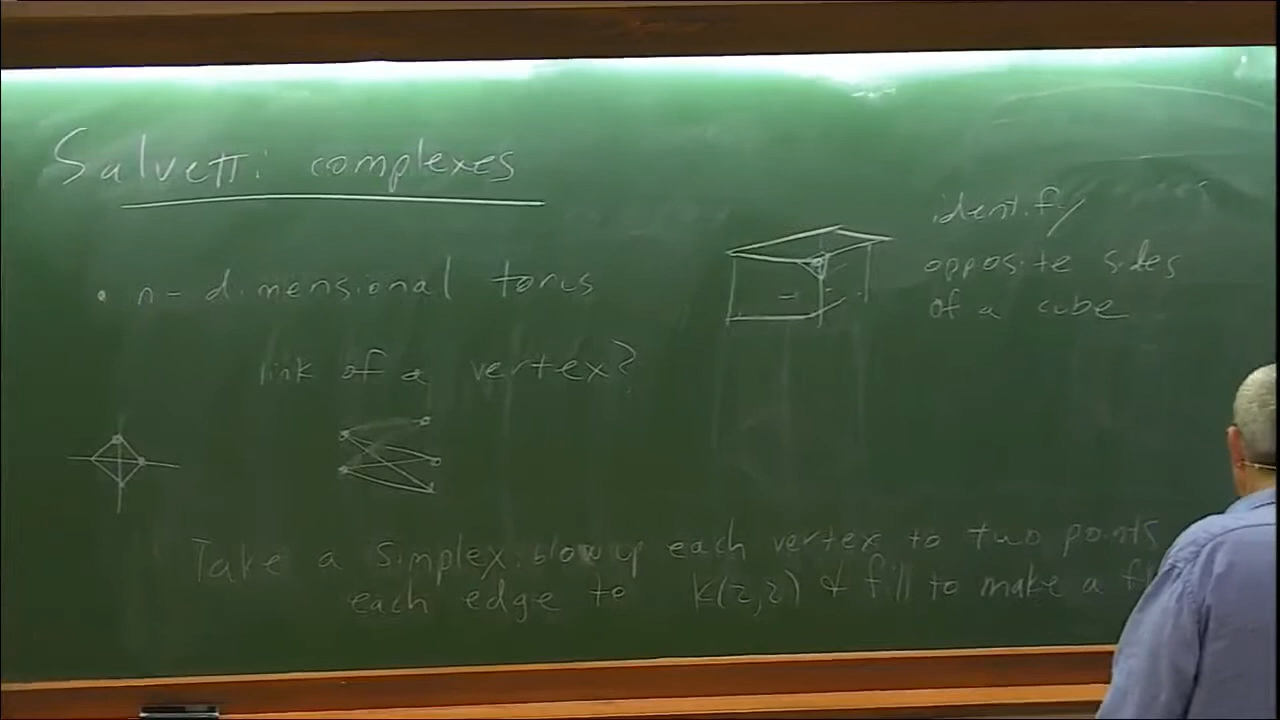 Salvetti complexes
• n-dimensional torus
identify
opposite sides
of a cube
link of a vertex?
Take a simplex. blow up each vertex to two points
each edge to K(2,2) & fill to make a